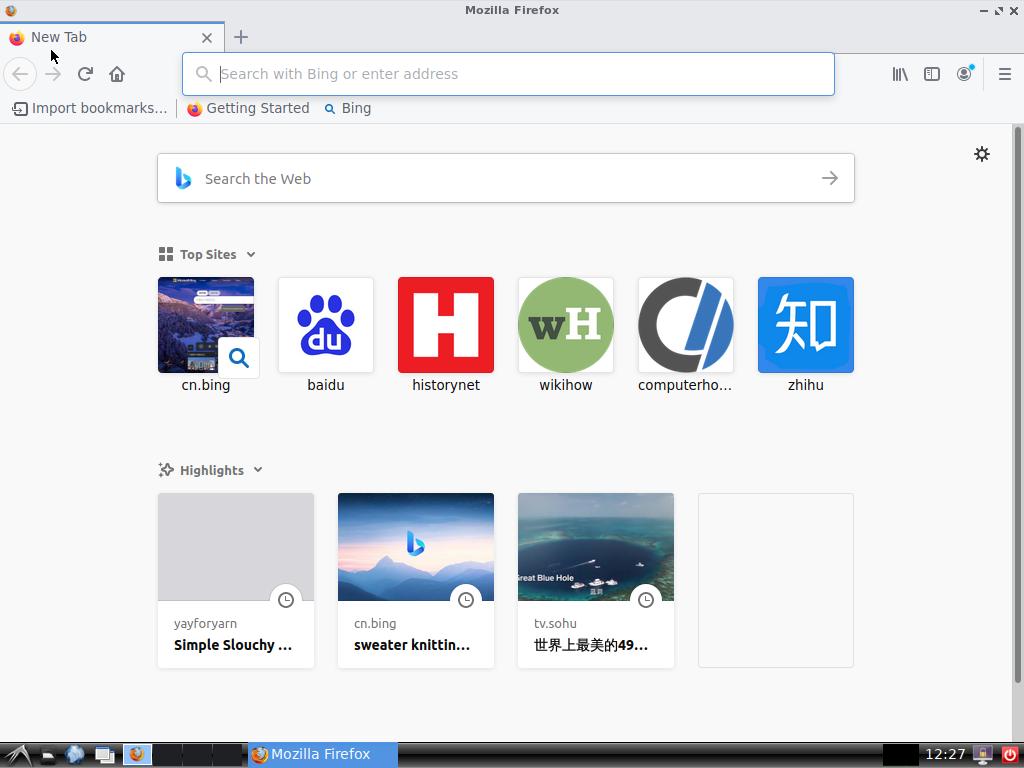 Mozilla Firefox
New Tab
Search with Bing or enter address
Import bookmarks...
Getting Started
Bing
Search the Web
Top Sites
du
H
wH
知
cn.bing
baidu
historynet
wikihow
computerho...
zhihu
Highlights
Great Blue Hole
蓝洞
yayforyarn
cn.bing
tv.sohu
Simple Slouchy ...
sweater knittin...
世界上最美的49...
Mozilla Firefox
12:27